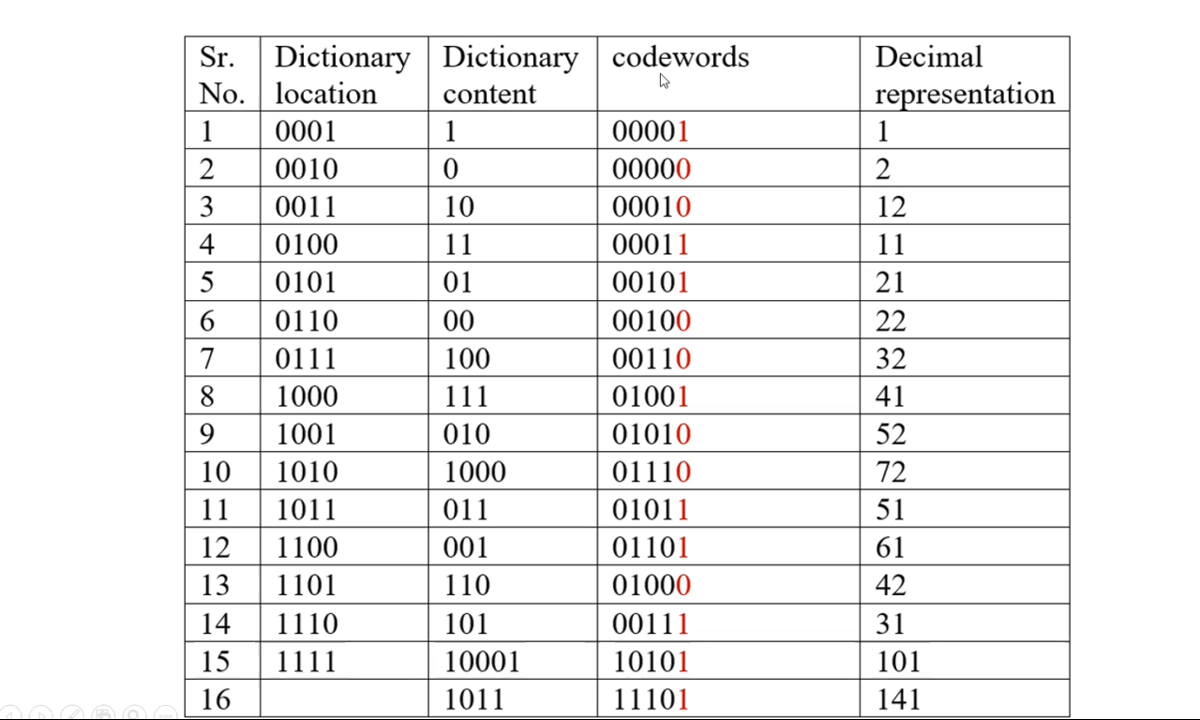 Sr. No. Dictionary location Dictionary content codewords Decimal representation
1 0001 1 00001 1
2 0010 0 00000 2
3 0011 10 00010 12
4 0100 11 00011 11
5 0101 01 00101 21
6 0110 00 00100 22
7 0111 100 00110 32
8 1000 111 01001 41
9 1001 010 01010 52
10 1010 1000 01110 72
11 1011 011 01011 51
12 1100 001 01101 61
13 1101 110 01000 42
14 1110 101 00111 31
15 1111 10001 10101 101
16 1011 11101 141